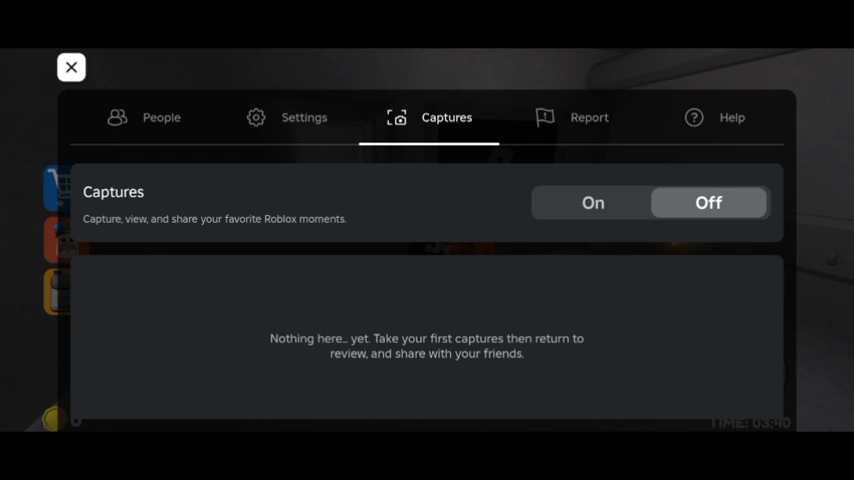 People
Settings
Captures
Report
Help
Captures
On
Off
Capture, view, and share your favorite Roblox moments.
Nothing here... yet. Take your first captures then return to
review, and share with your friends.
TIME: 03:40